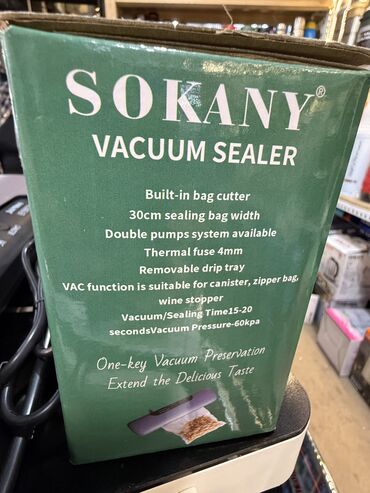 SOKANY®
VACUUM SEALER
Built-in bag cutter
30cm sealing bag width
Double pumps system available
Thermal fuse 4mm
Removable drip tray
VAC function is suitable for canister, zipper bag,
wine stopper
Vacuum/Sealing Time15-20
secondsVacuum Pressure-60kpa
One-key Vacuum Preservation
Extend the Delicious Taste